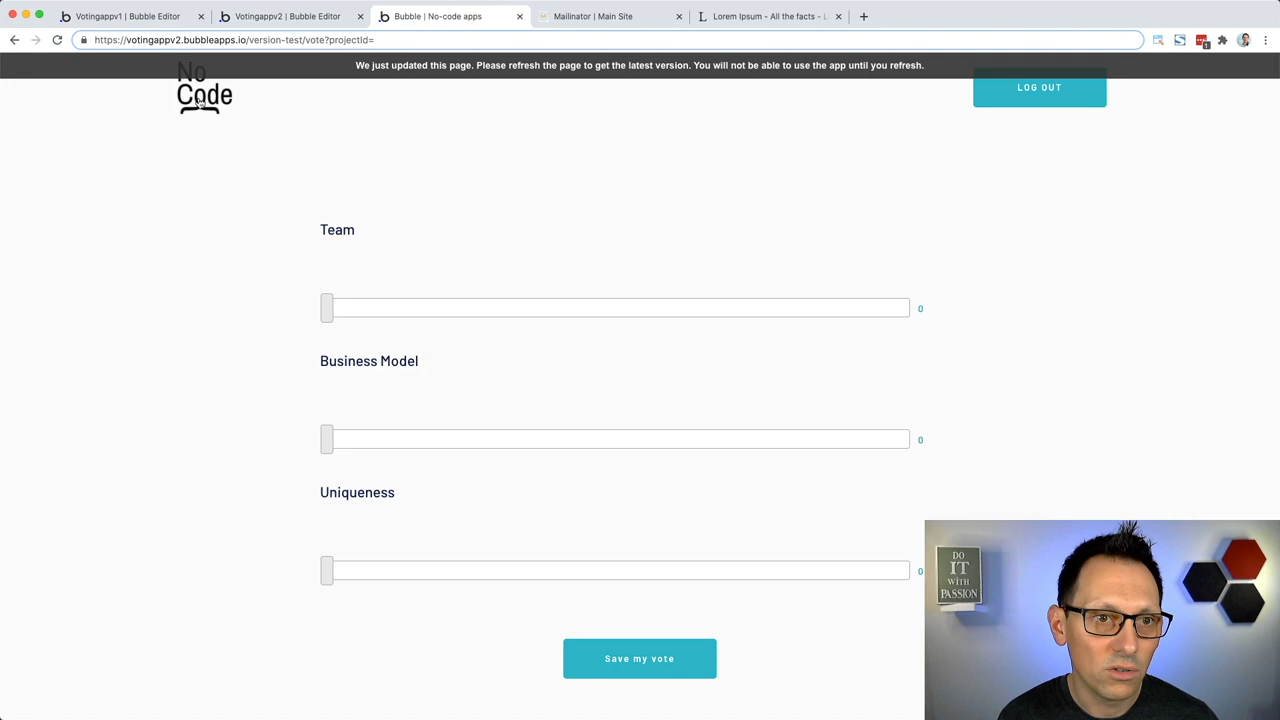 Votingappv1 | Bubble Editor
Votingappv2 | Bubble Editor
Bubble | No-code apps
Mailinator | Main Site
Lorem Ipsum - All the facts - Li
https://votingappv2.bubbleapps.io/version-test/vote?projectId=
We just updated this page. Please refresh the page to get the latest version. You will not be able to use the app until you refresh.
No
Code
LOG OUT
Team
0
Business Model
0
Uniqueness
0
Save my vote
DO
IT
WITH
PASSION